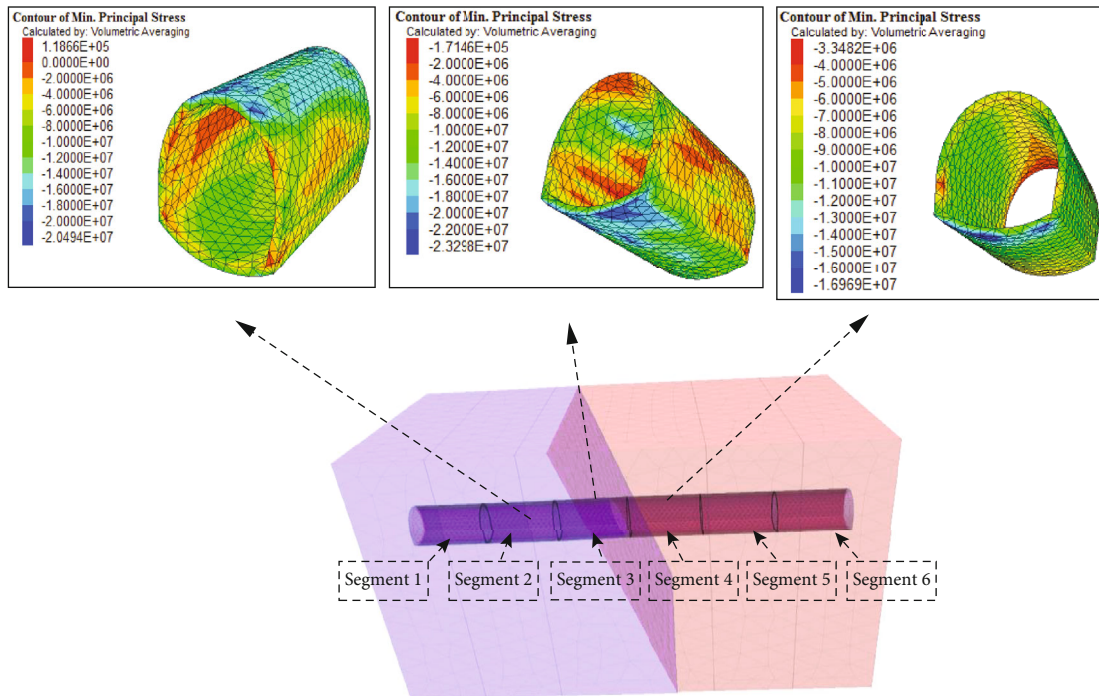 Contour of Min. Principal Stress
Calculated by: Volumetric Averaging
1.1866E+05
0.0000E+00
-2.0000E+06
-4.0000E+06
-6.0000E+06
-8.0000E+06
-1.0000E+07
-1.2000E+07
-1.4000E+07
-1.6000E+07
-1.8000E+07
-2.0000E+07
-2.0494E+07
Contour of Min. Principal Stress
Calculated by: Volumetric Averaging
-1.7146E+05
-2.0000E+06
-4.0000E+06
-6.0000E+06
-8.0000E+06
-1.0000E+07
-1.2000E+07
-1.4000E+07
-1.6000E+07
-1.8000E+07
-2.0000E+07
-2.2000E+07
-2.3298E+07
Contour of Min. Principal Stress
Calculated by: Volumetric Averaging
-3.3482E+06
-4.0000E+06
-5.0000E+06
-6.0000E+06
-7.0000E+06
-8.0000E+06
-9.0000E+06
-1.0000E+07
-1.1000E+07
-1.2000E+07
-1.3000E+07
-1.4000E+07
-1.5000E+07
-1.6000E+07
-1.6969E+07
Segment 1
Segment 2
Segment 3
Segment 4
Segment 5
Segment 6